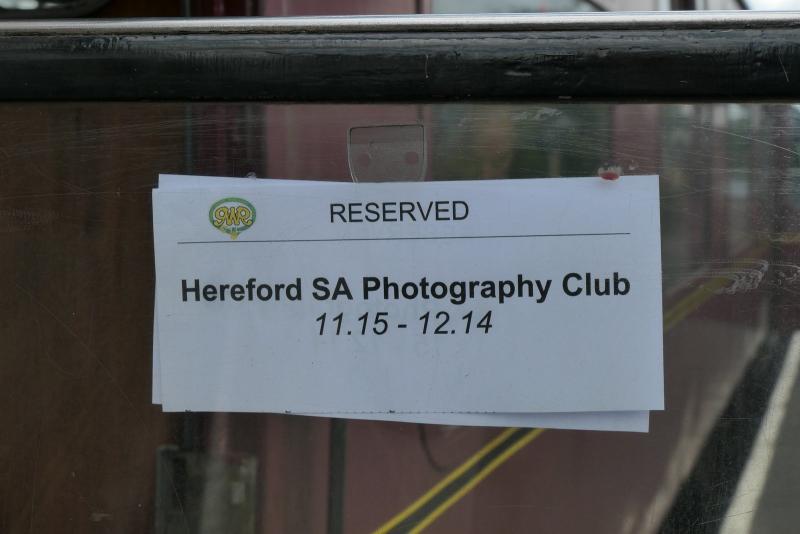 GWR
RESERVED
Hereford SA Photography Club
11.15 - 12.14